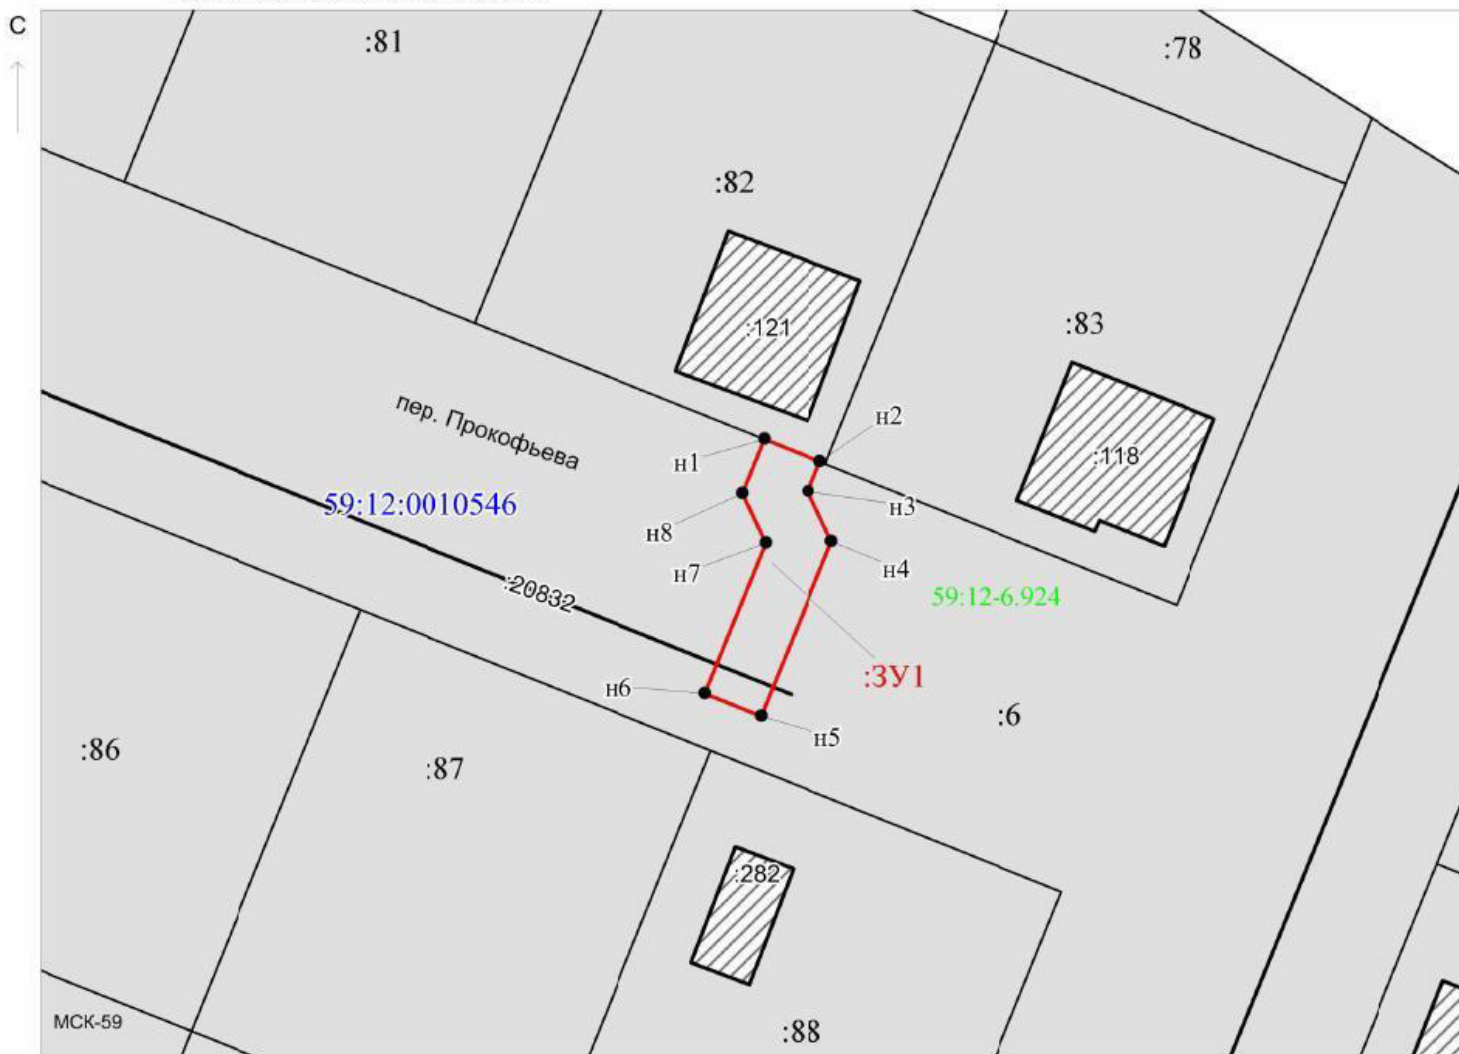 С
:81
:78
:82
:121
:83
н2
пер. Прокофьева
н1
:118
59:12:0010546
н3
н8
н7
н4
:20832
59:12-6.924
:ЗУ1
н6
:6
н5
:86
:87
:282
МСК-59
:88